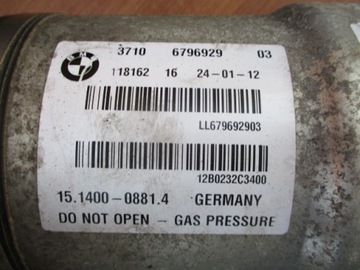 BMW 3710 6796929 03
118162 16 24-01-12
LL679692903
12B0232C3400
15.1400-0881.4 GERMANY
DO NOT OPEN - GAS PRESSURE